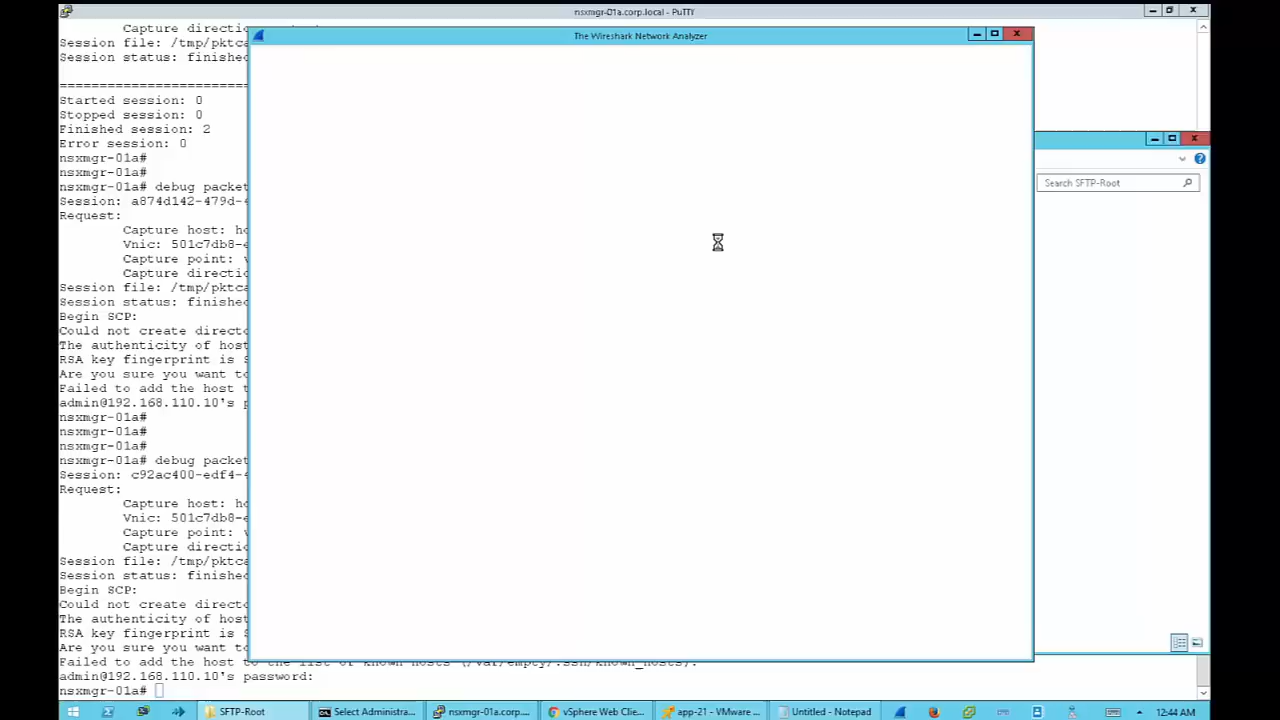 nsxmgr-01a.corp.local - PuTTY
Capture directi
Session file: /tmp/pktca
Session status: finished
The Wireshark Network Analyzer
========================
Started session: 0
Stopped session: 0
Finished session: 2
Error session: 0
nsxmgr-01a#
nsxmgr-01a#
nsxmgr-01a# debug packet
Session: a874d142-479d-4
Request:
Capture host: ho
Vnic: 501c7db8-e
Capture point: v
Capture directio
Session file: /tmp/pktca
Session status: finished
Begin SCP:
Could not create directo
The authenticity of host
RSA key fingerprint is S
Are you sure you want to
Failed to add the host t
admin@192.168.110.10's p
nsxmgr-01a#
nsxmgr-01a#
nsxmgr-01a#
nsxmgr-01a# debug packet
Session: c92ac400-edf4-4
Request:
Capture host: ho
Vnic: 501c7db8-e
Capture point: v
Capture directio
Session file: /tmp/pktca
Session status: finished
Begin SCP:
Could not create directo
The authenticity of host
RSA key fingerprint is S
Are you sure you want to
Failed to add the host to the list of known hosts (/var/empty/.ssh/known_hosts).
admin@192.168.110.10's password:
nsxmgr-01a#
Search SFTP-Root
SFTP-Root
Select Administra...
nsxmgr-01a.corp....
vSphere Web Clie...
app-21 - VMware ...
Untitled - Notepad
12:44 AM